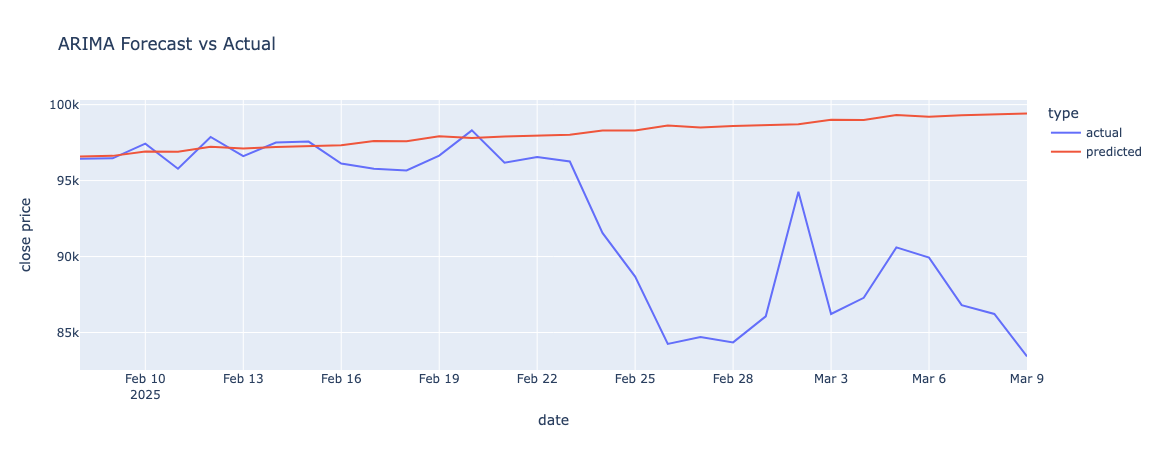 ARIMA Forecast vs Actual
100k
95k
90k
85k
close price
Feb 10
2025
Feb 13
Feb 16
Feb 19
Feb 22
Feb 25
Feb 28
Mar 3
Mar 6
Mar 9
date
type
actual
predicted